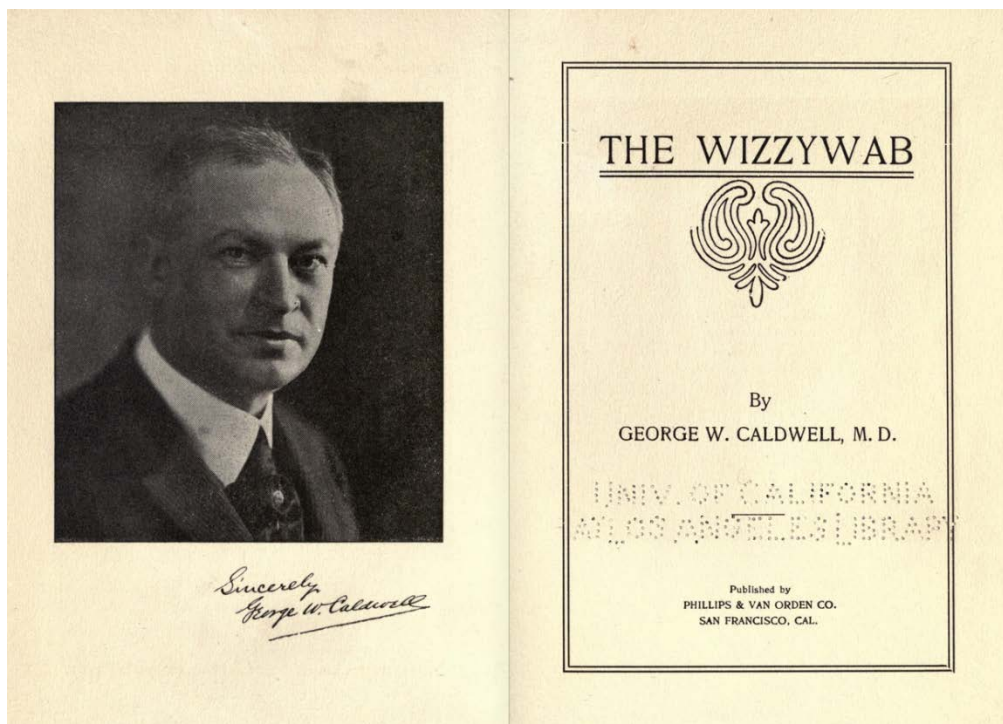 Sincerely
George W. Caldwell
THE WIZZYWAB
By
GEORGE W. CALDWELL, M. D.
UNIV. OF CALIFORNIA
AT LOS ANGELES LIBRARY
Published by
PHILLIPS & VAN ORDEN CO.
SAN FRANCISCO, CAL.